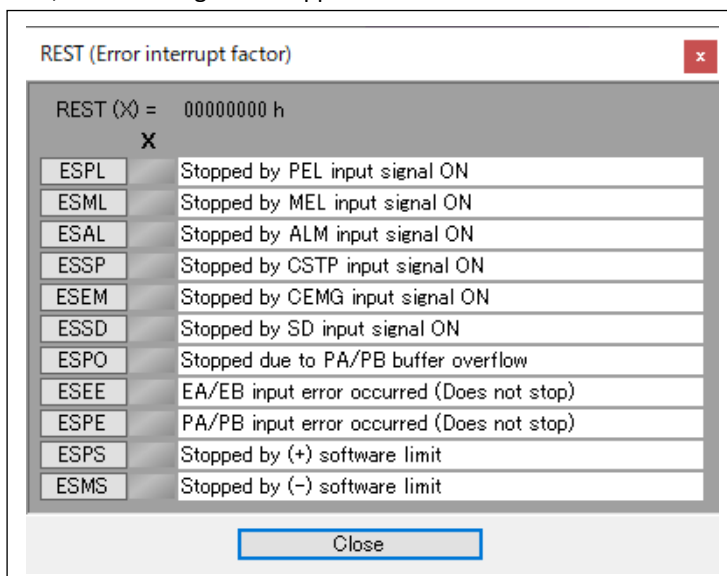 REST (Error interrupt factor) x
REST (X) = 00000000 h
X
ESPL Stopped by PEL input signal ON
ESML Stopped by MEL input signal ON
ESAL Stopped by ALM input signal ON
ESSP Stopped by CSTP input signal ON
ESEM Stopped by CEMG input signal ON
ESSD Stopped by SD input signal ON
ESPO Stopped due to PA/PB buffer overflow
ESEE EA/EB input error occurred (Does not stop)
ESPE PA/PB input error occurred (Does not stop)
ESPS Stopped by (+) software limit
ESMS Stopped by (-) software limit
Close